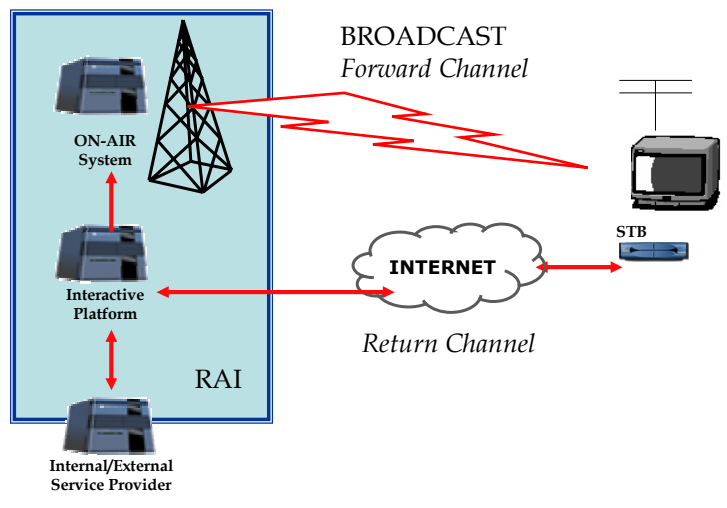 BROADCAST
Forward Channel
ON-AIR
System
STB
INTERNET
Interactive
Platform
Return Channel
RAI
Internal/External
Service Provider